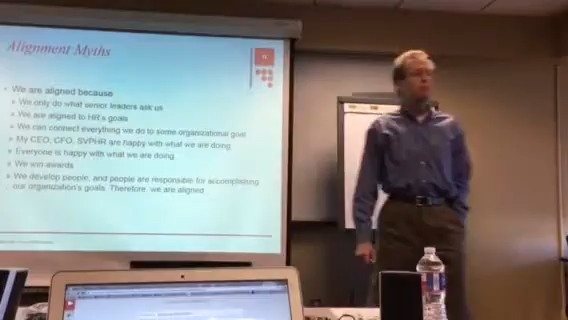 Alignment Myths
We are aligned because
We only do what senior leaders ask us
We are aligned to HR's goals
We can connect everything we do to some organizational goal
My CEO, CFO, SVPHR are happy with what we are doing
Everyone is happy with what we are doing
We win awards
We develop people, and people are responsible for accomplishing
our organization's goals. Therefore, we are aligned